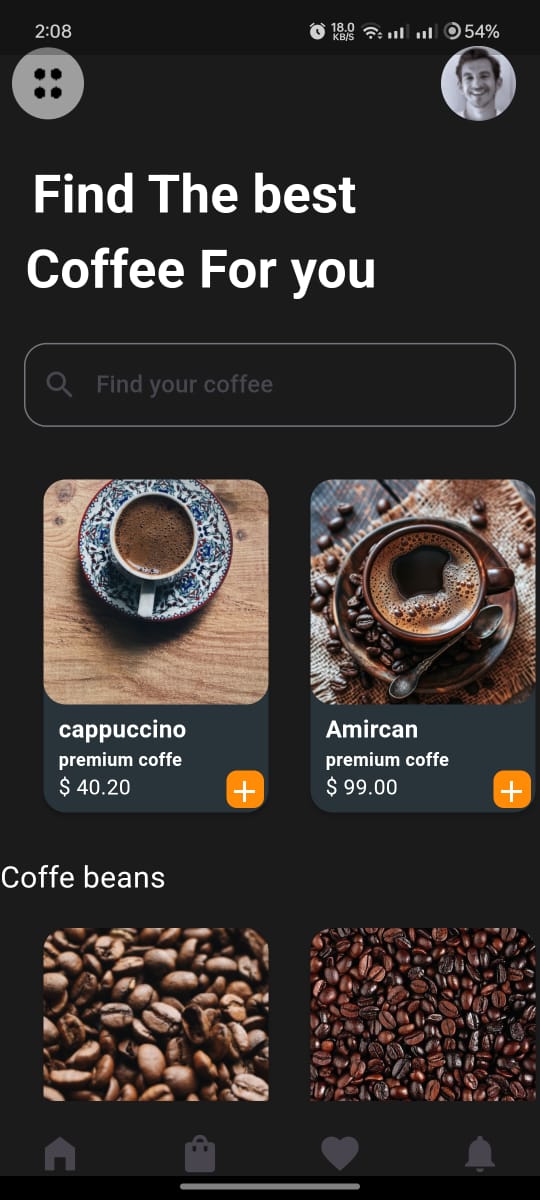 2:08
18.0
KB/S
54%
Find The best
Coffee For you
Find your coffee
cappuccino
premium coffe
$ 40.20
Amircan
premium coffe
$ 99.00
Coffe beans